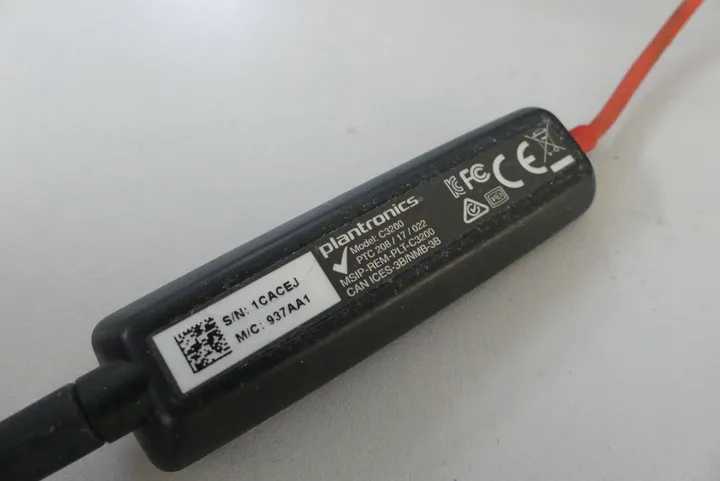 plantronics
Model: C3200
PTC 208 / 17 / 022
MSIP-REM-PLT-C3200
CAN ICES-3B/NMB-3B
FC CE
S/N: 1CACEJ
M/C: 937AA1